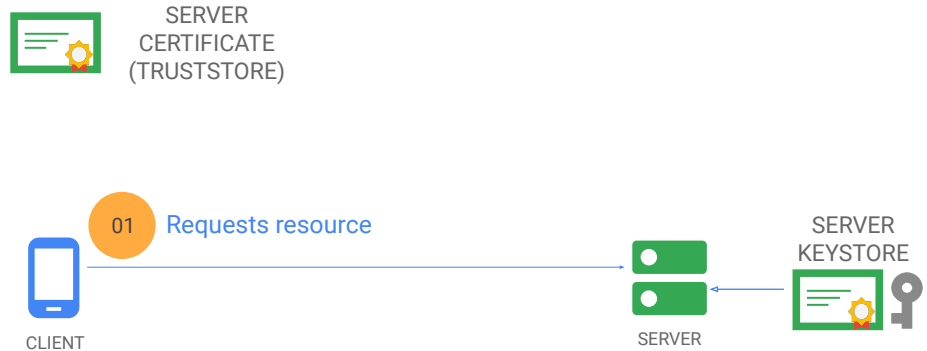 SERVER
CERTIFICATE
(TRUSTSTORE)
01
Requests resource
SERVER
KEYSTORE
CLIENT
SERVER